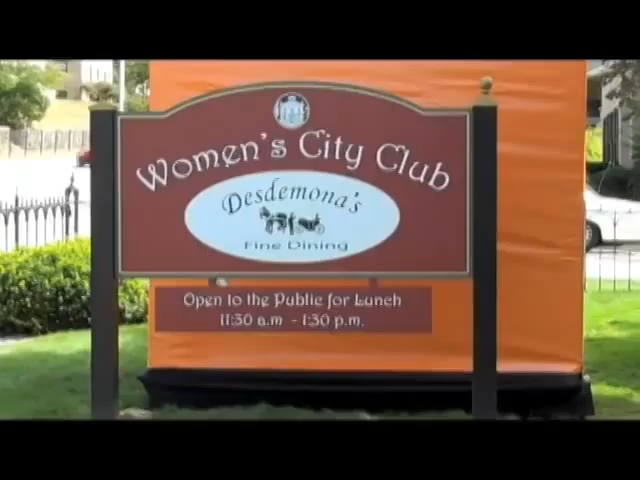 Women's City Club
Desdemona's
Fine Dining
Open to the Public for Lunch
11:30 a.m - 1:30 p.m.